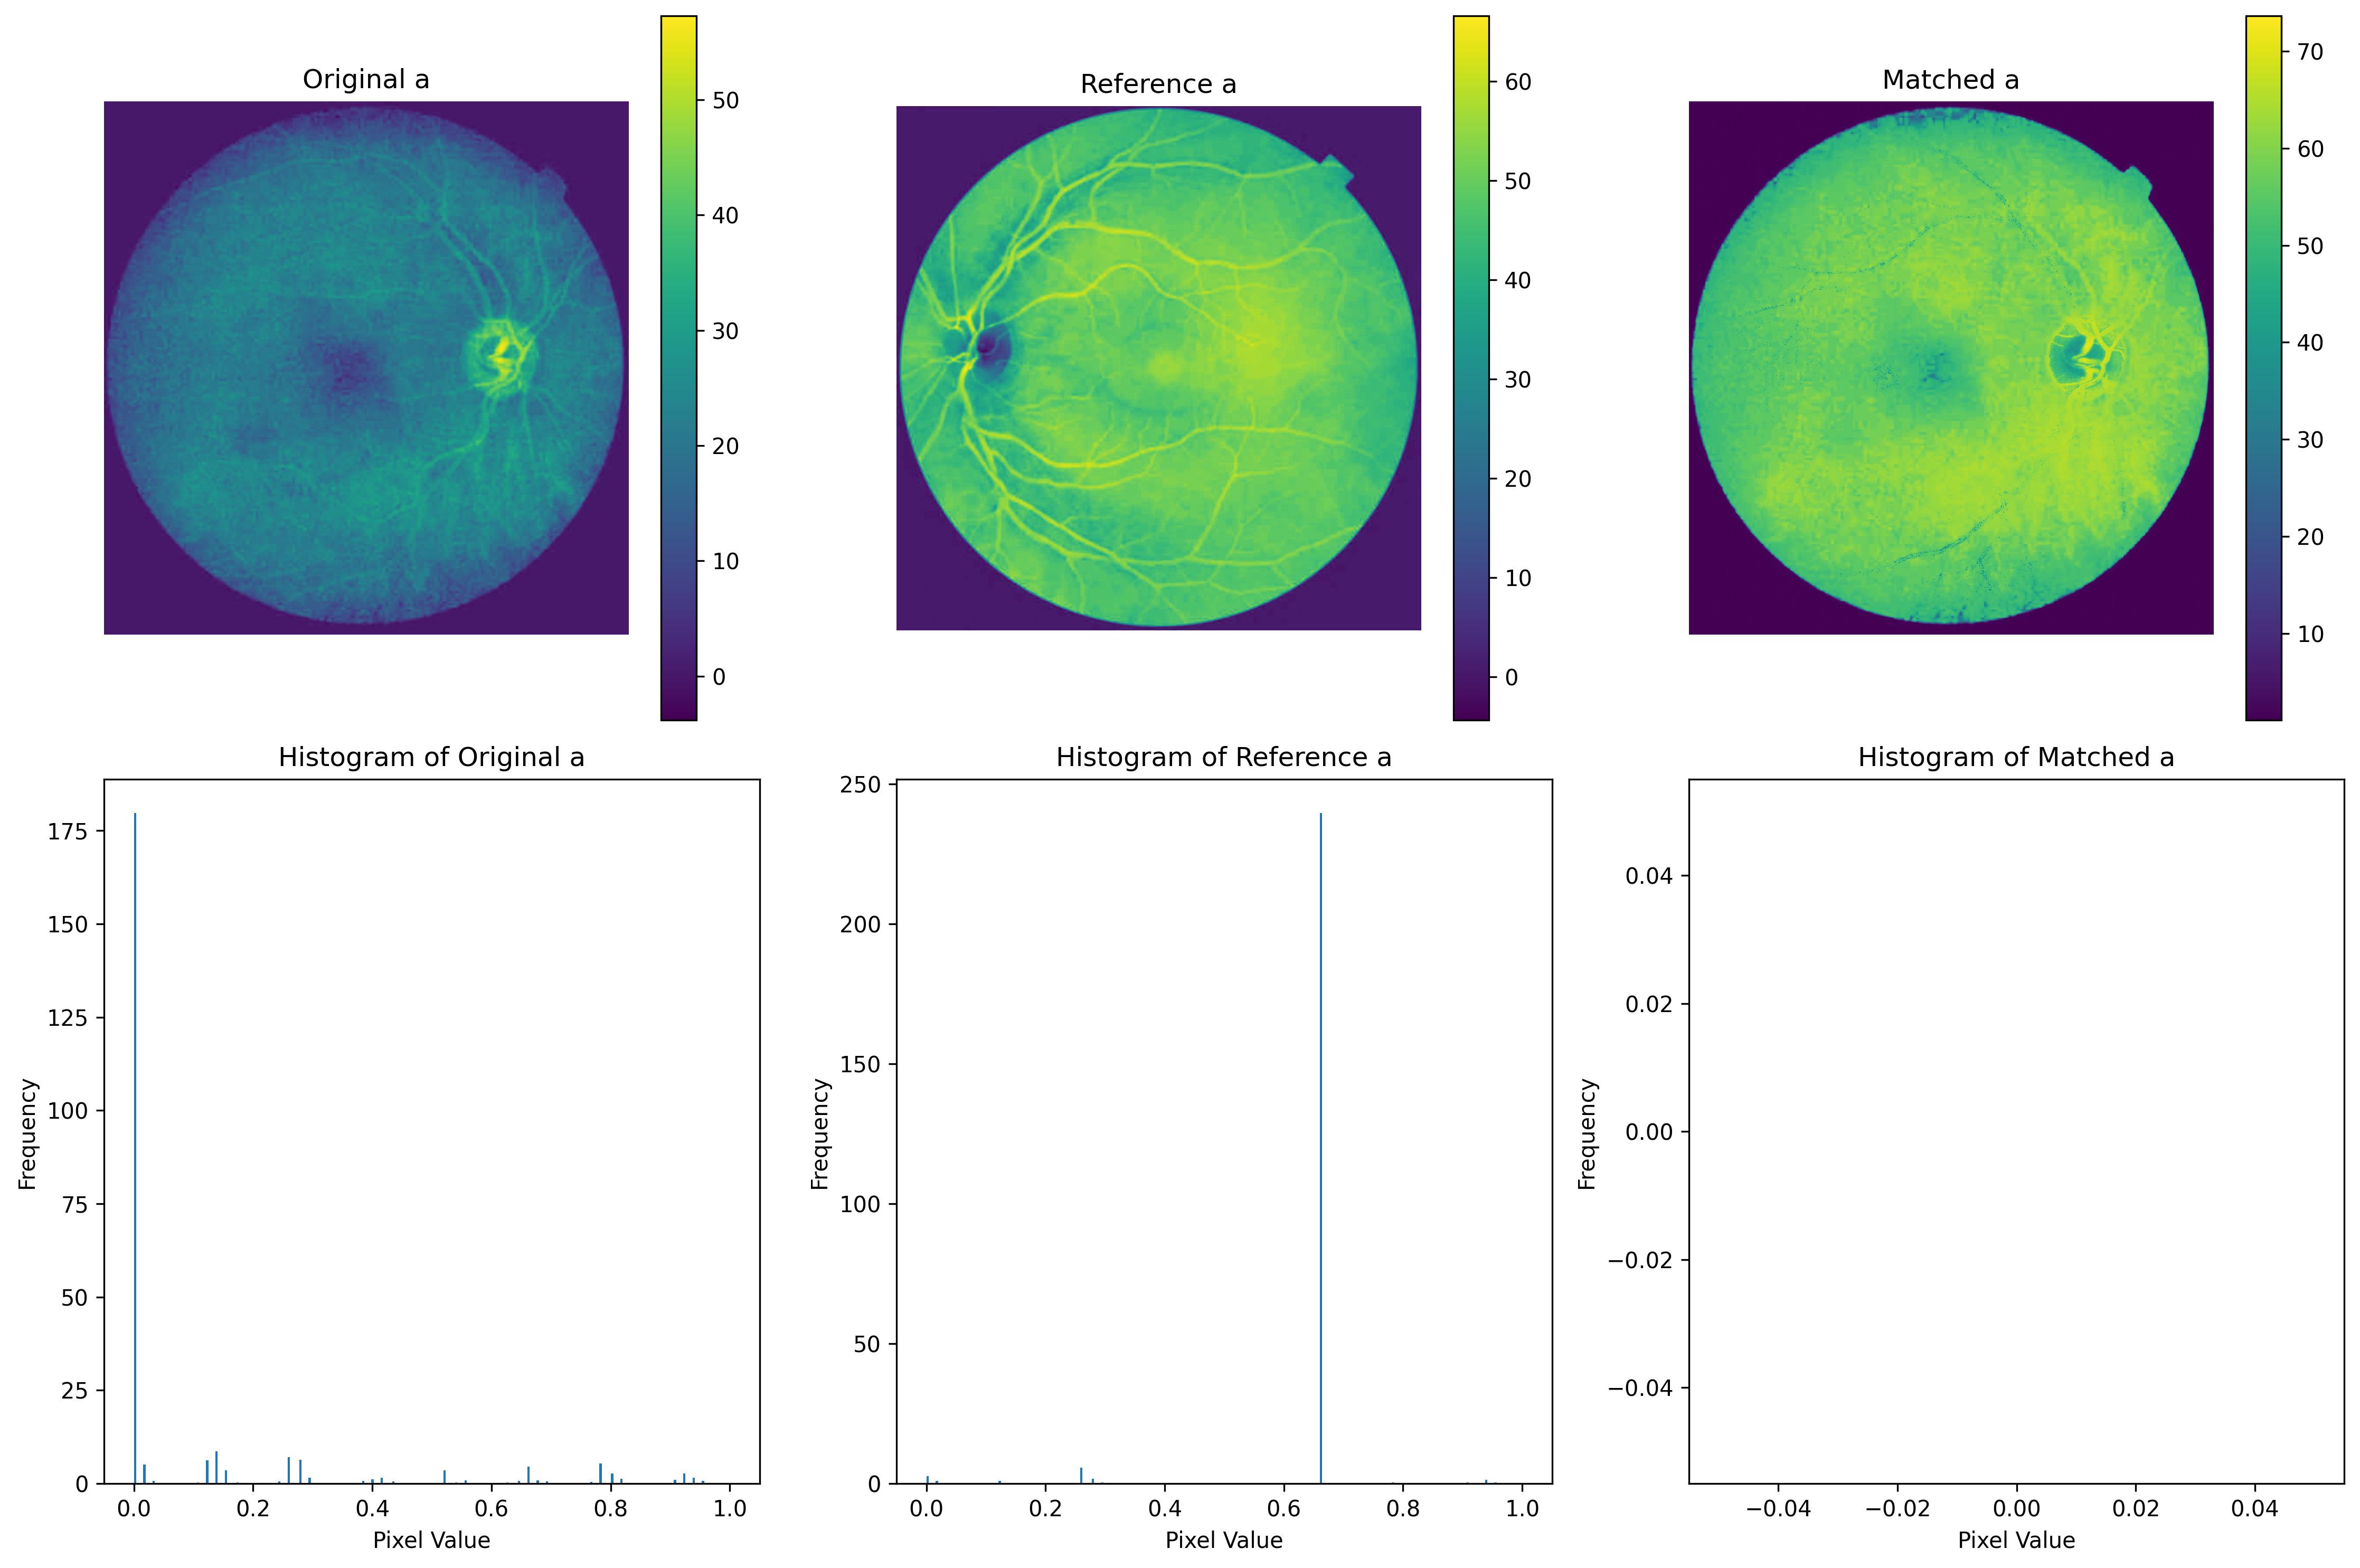 Original a
50
40
30
20
10
0
Reference a
60
50
40
30
20
10
0
Matched a
70
60
50
40
30
20
10
Histogram of Original a
Frequency
175
150
125
100
75
50
25
0
0.0 0.2 0.4 0.6 0.8 1.0
Pixel Value
Histogram of Reference a
Frequency
250
200
150
100
50
0
0.0 0.2 0.4 0.6 0.8 1.0
Pixel Value
Histogram of Matched a
Frequency
0.04
0.02
0.00
−0.02
−0.04
−0.04 −0.02 0.00 0.02 0.04
Pixel Value